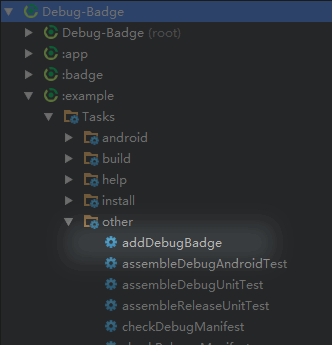 Debug-Badge
Debug-Badge (root)
:app
:badge
:example
Tasks
android
build
help
install
other
addDebugBadge
assembleDebugAndroidTest
assembleDebugUnitTest
assembleReleaseUnitTest
checkDebugManifest